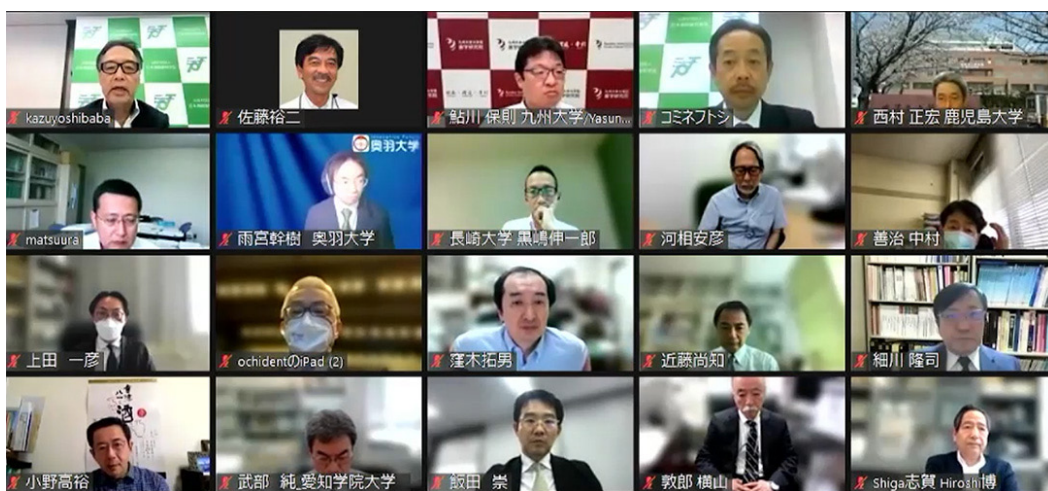 kazuyoshibaba
佐藤裕二
鮎川 保則 九州大学/Yasun...
コミネフトシ
西村 正宏 鹿児島大学
matsuura
奥羽大学
雨宮幹樹 奥羽大学
長崎大学 黒嶋伸一郎
河相安彦
善治 中村
上田 一彦
ochidentのiPad (2)
窪木拓男
近藤尚知
細川 隆司
酒
小野高裕
武部 純_愛知学院大学
飯田 崇
敦郎 横山
Shiga志賀 Hiroshi博